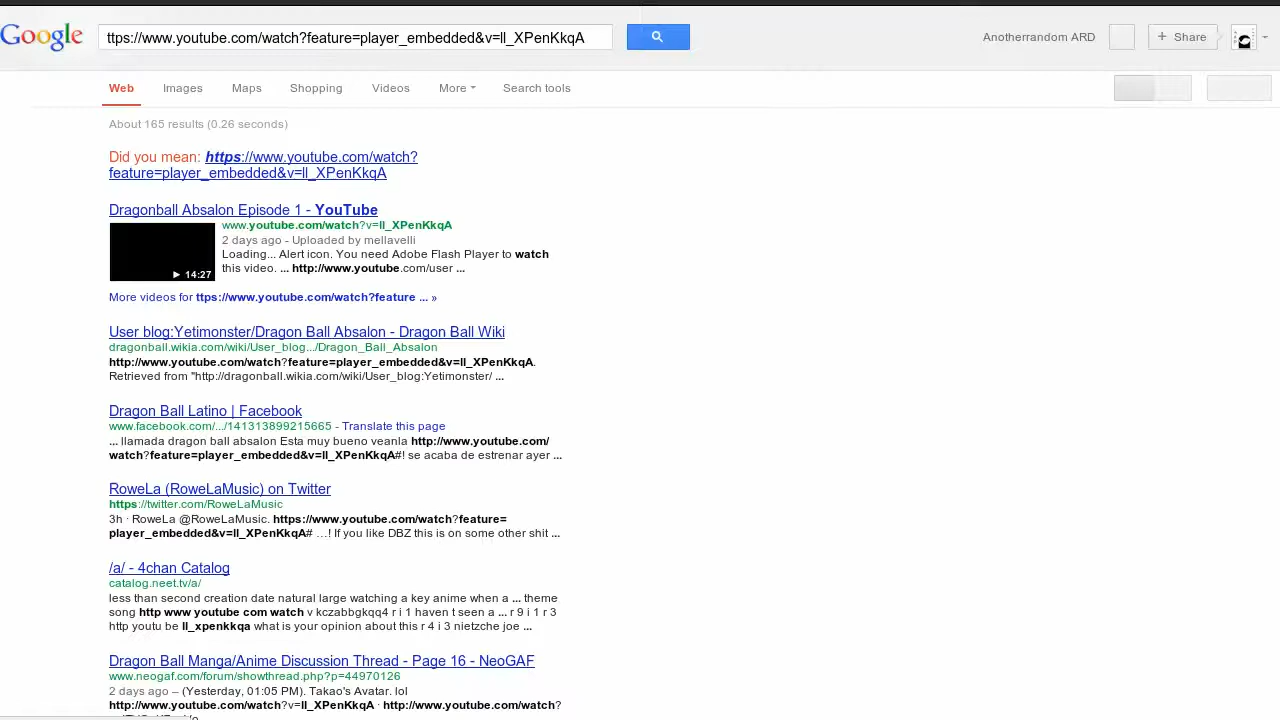 Google ttps://www.youtube.com/watch?feature=player_embedded&v=ll_XPenKkqA Anotherrandom ARD + Share
Web Images Maps Shopping Videos More Search tools
About 165 results (0.26 seconds)
Did you mean: https://www.youtube.com/watch?
feature=player_embedded&v=ll_XPenKkqA
Dragonball Absalon Episode 1 - YouTube
www.youtube.com/watch?v=ll_XPenKkqA
2 days ago - Uploaded by mellavelli
Loading... Alert icon. You need Adobe Flash Player to watch
this video. ... http://www.youtube.com/user ...
14:27
More videos for ttps://www.youtube.com/watch?feature ... »
User blog:Yetimonster/Dragon Ball Absalon - Dragon Ball Wiki
dragonball.wikia.com/wiki/User_blog.../Dragon_Ball_Absalon
http://www.youtube.com/watch?feature=player_embedded&v=ll_XPenKkqA.
Retrieved from "http://dragonball.wikia.com/wiki/User_blog:Yetimonster/ ...
Dragon Ball Latino | Facebook
www.facebook.com/.../141313899215665 - Translate this page
... llamada dragon ball absalon Esta muy bueno veanla http://www.youtube.com/
watch?feature=player_embedded&v=ll_XPenKkqA#! se acaba de estrenar ayer ...
RoweLa (RoweLaMusic) on Twitter
https://twitter.com/RoweLaMusic
3h · RoweLa @RoweLaMusic. https://www.youtube.com/watch?feature=
player_embedded&v=ll_XPenKkqA# …! If you like DBZ this is on some other shit ...
/a/ - 4chan Catalog
catalog.neet.tv/a/
less than second creation date natural large watching a key anime when a ... theme
song http www youtube com watch v kczabbgkqq4 r i 1 haven t seen a ... r 9 i 1 r 3
http youtu be ll_xpenkkqa what is your opinion about this r 4 i 3 nietzche joe ...
Dragon Ball Manga/Anime Discussion Thread - Page 16 - NeoGAF
www.neogaf.com/forum/showthread.php?p=44970126
2 days ago – (Yesterday, 01:05 PM). Takao's Avatar. lol
http://www.youtube.com/watch?v=ll_XPenKkqA · http://www.youtube.com/watch?